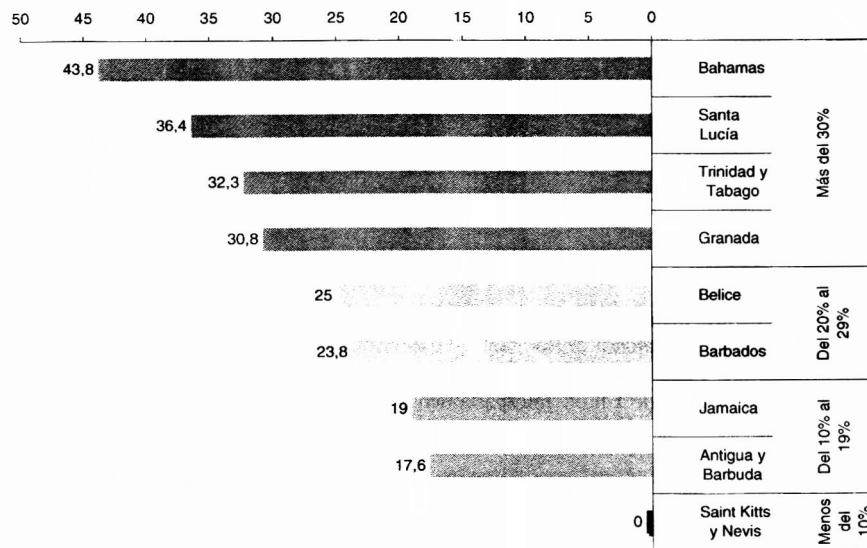 50 45 40 35 30 25 20 15 10 5 0
43,8 Bahamas
36,4 Santa
Lucía
32,3 Trinidad y
Tabago
30,8 Granada
Más del 30%
25 Belice
23,8 Barbados
Del 20% al
29%
19 Jamaica
17,6 Antigua y
Barbuda
Del 10% al
19%
0 Saint Kitts
y Nevis
Menos
del
10%